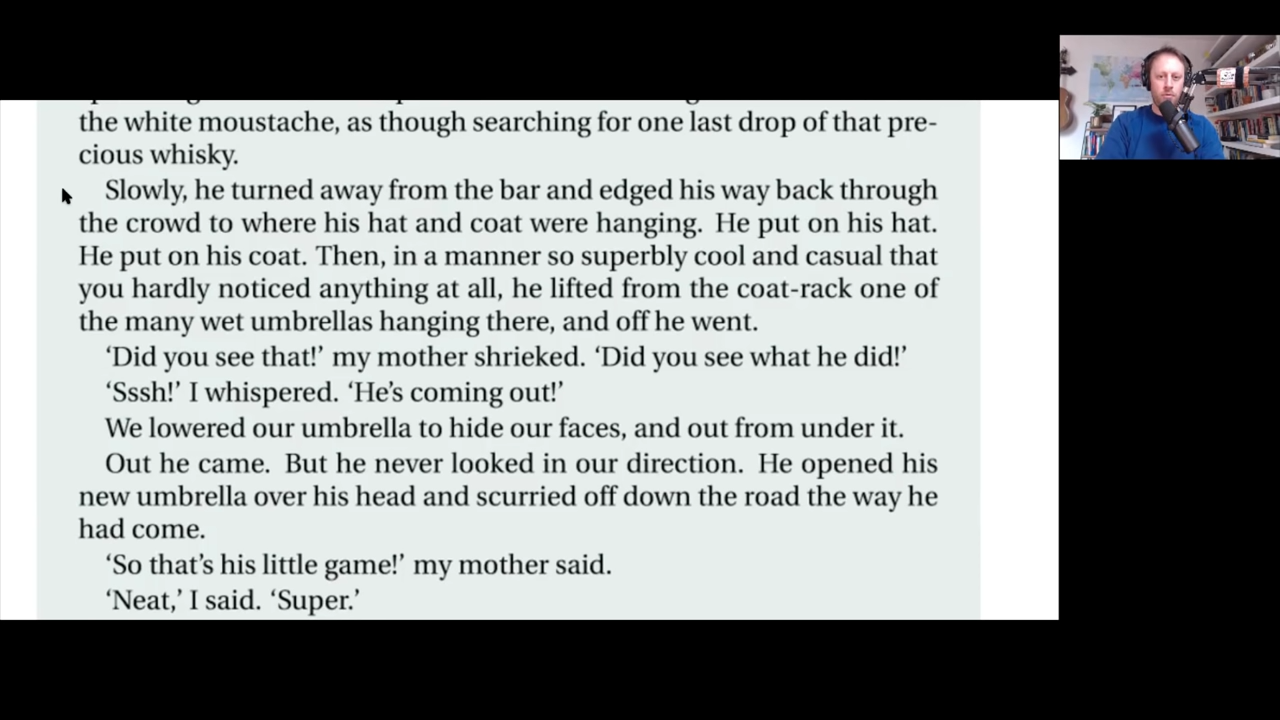 the white moustache, as though searching for one last drop of that pre-
cious whisky.
Slowly, he turned away from the bar and edged his way back through
the crowd to where his hat and coat were hanging. He put on his hat.
He put on his coat. Then, in a manner so superbly cool and casual that
you hardly noticed anything at all, he lifted from the coat-rack one of
the many wet umbrellas hanging there, and off he went.
‘Did you see that!’ my mother shrieked. ‘Did you see what he did!’
‘Sssh!’ I whispered. ‘He’s coming out!’
We lowered our umbrella to hide our faces, and out from under it.
Out he came. But he never looked in our direction. He opened his
new umbrella over his head and scurried off down the road the way he
had come.
‘So that’s his little game!’ my mother said.
‘Neat,’ I said. ‘Super.’